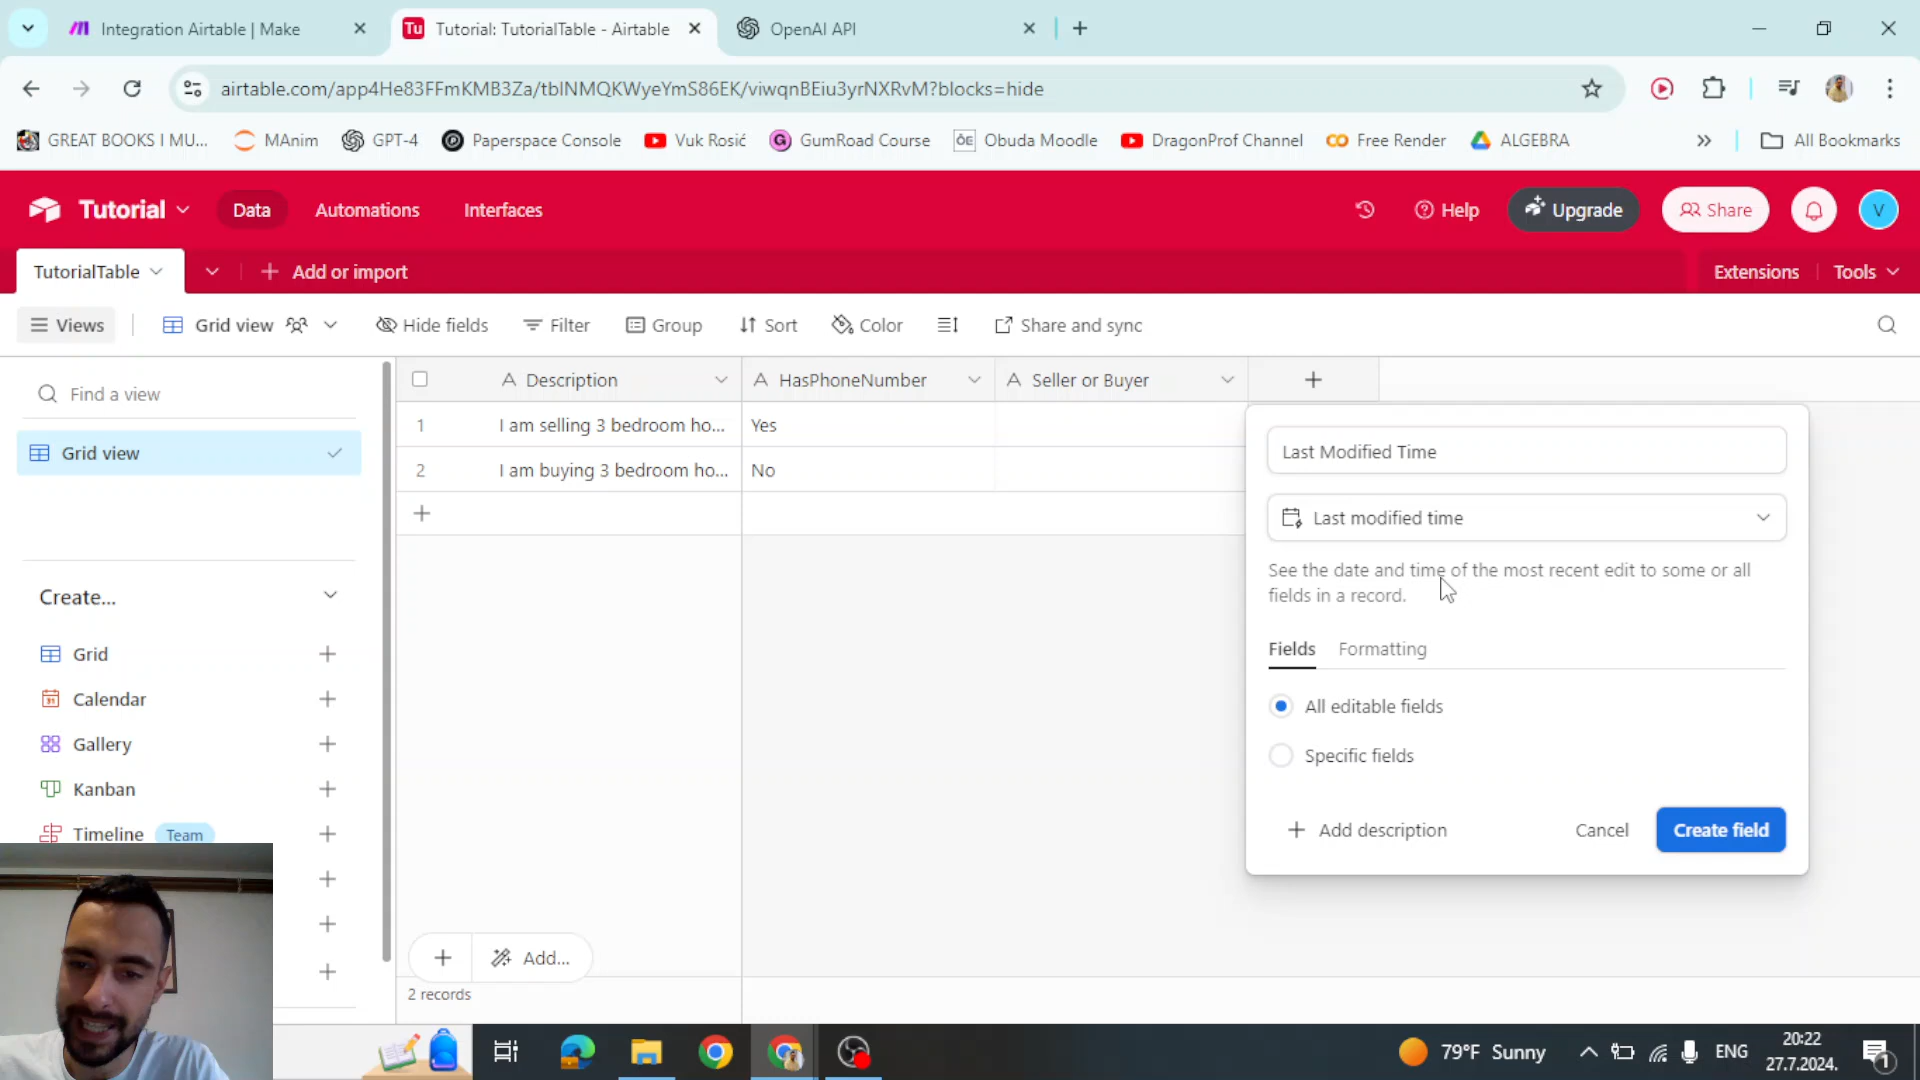 Integration Airtable | Make
Tu Tutorial: TutorialTable - Airtable
OpenAI API
airtable.com/app4He83FFmKMB3Za/tblNMQKWyeYmS86EK/viwqnBEiu3yrNXRvM?blocks=hide
GREAT BOOKS I MU...
MAnim
GPT-4
Paperspace Console
Vuk Rosić
GumRoad Course
ŌE Obuda Moodle
DragonProf Channel
Free Render
ALGEBRA
All Bookmarks
Tutorial
Data
Automations
Interfaces
Help
Upgrade
Share
V
TutorialTable
Add or import
Extensions
Tools
Views
Grid view
Hide fields
Filter
Group
Sort
Color
Share and sync
Find a view
Grid view
Create...
Grid
Calendar
Gallery
Kanban
Timeline Team
Description
HasPhoneNumber
Seller or Buyer
1 I am selling 3 bedroom ho... Yes
2 I am buying 3 bedroom ho... No
Add...
2 records
Last Modified Time
Last modified time
See the date and time of the most recent edit to some or all
fields in a record.
Fields Formatting
All editable fields
Specific fields
Add description
Cancel
Create field
79°F Sunny
ENG
20:22
27.7.2024.
1